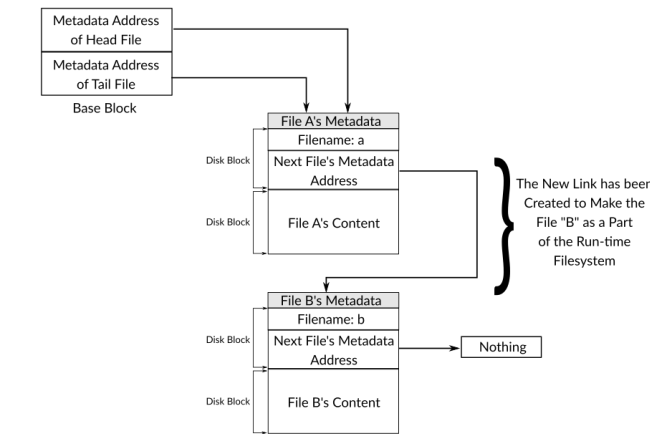 Metadata Address
of Head File
Metadata Address
of Tail File
Base Block
File A's Metadata
Filename: a
Disk Block
Next File's Metadata
Address
Disk Block
File A's Content
The New Link has been
Created to Make the
File "B" as a Part
of the Run-time
Filesystem
File B's Metadata
Filename: b
Disk Block
Next File's Metadata
Address
Nothing
Disk Block
File B's Content